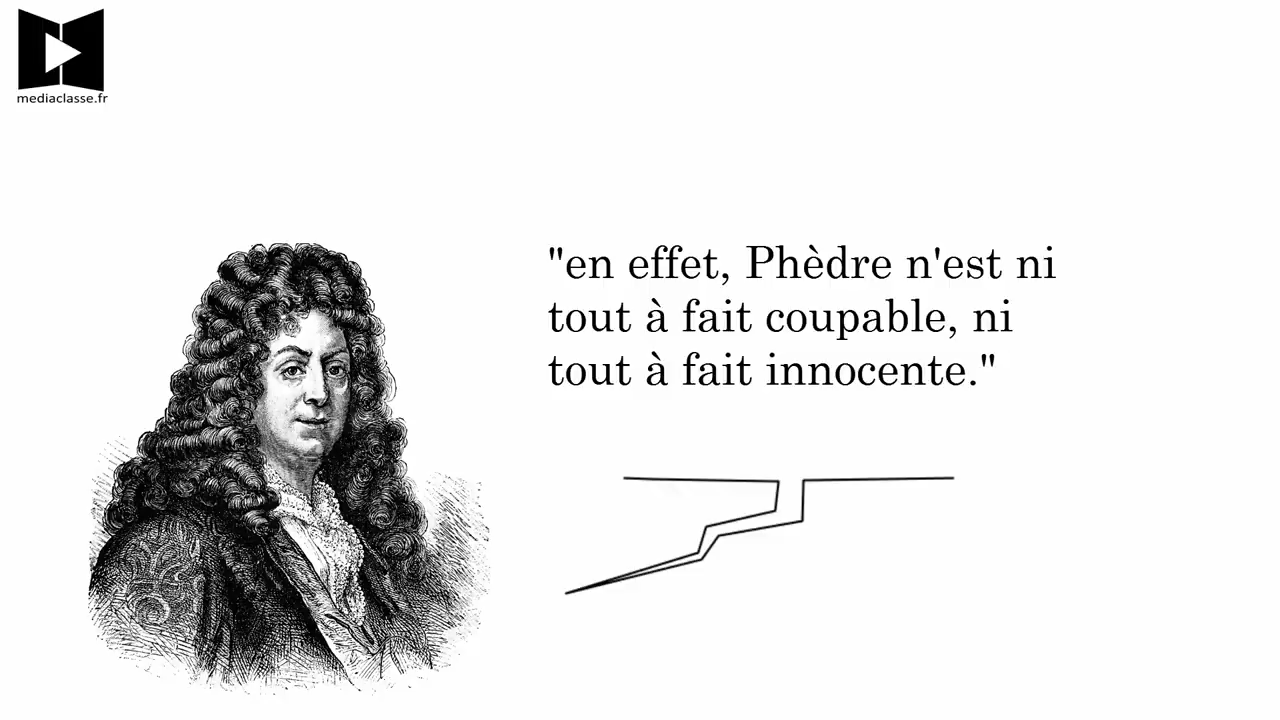 mediaclasse.fr
"en effet, Phèdre n'est ni
tout à fait coupable, ni
tout à fait innocente."